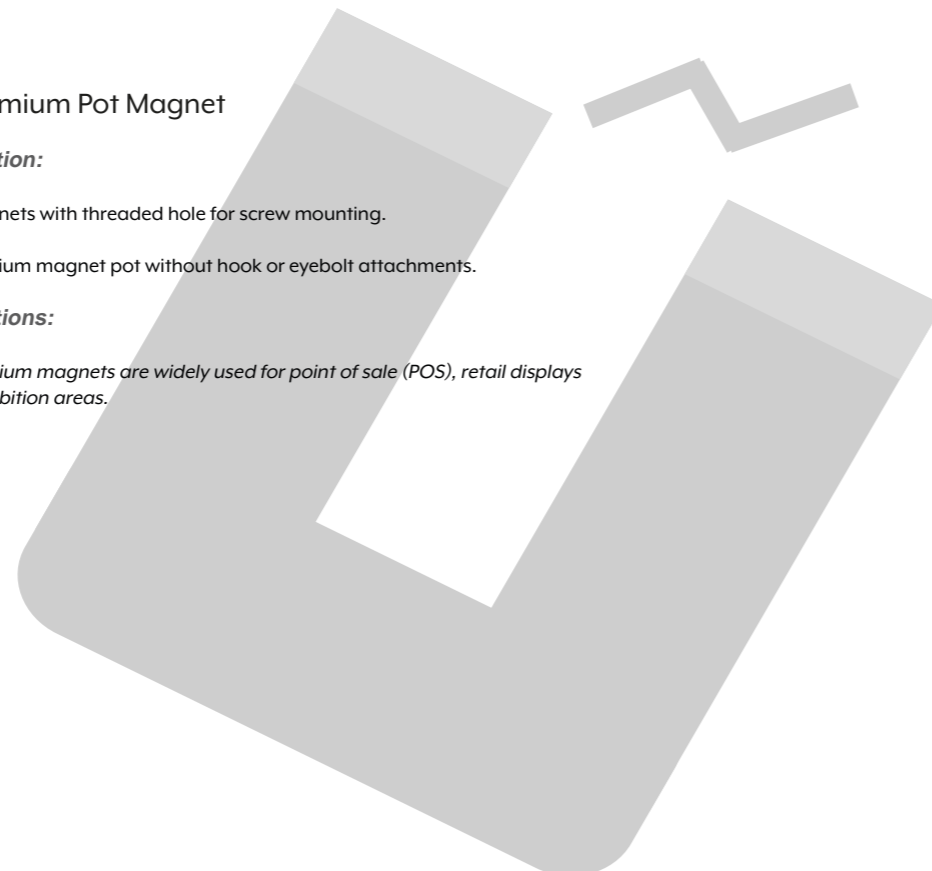 mium Pot Magnet
tion:
nets with threaded hole for screw mounting.
ium magnet pot without hook or eyebolt attachments.
tions:
ium magnets are widely used for point of sale (POS), retail displays
bition areas.